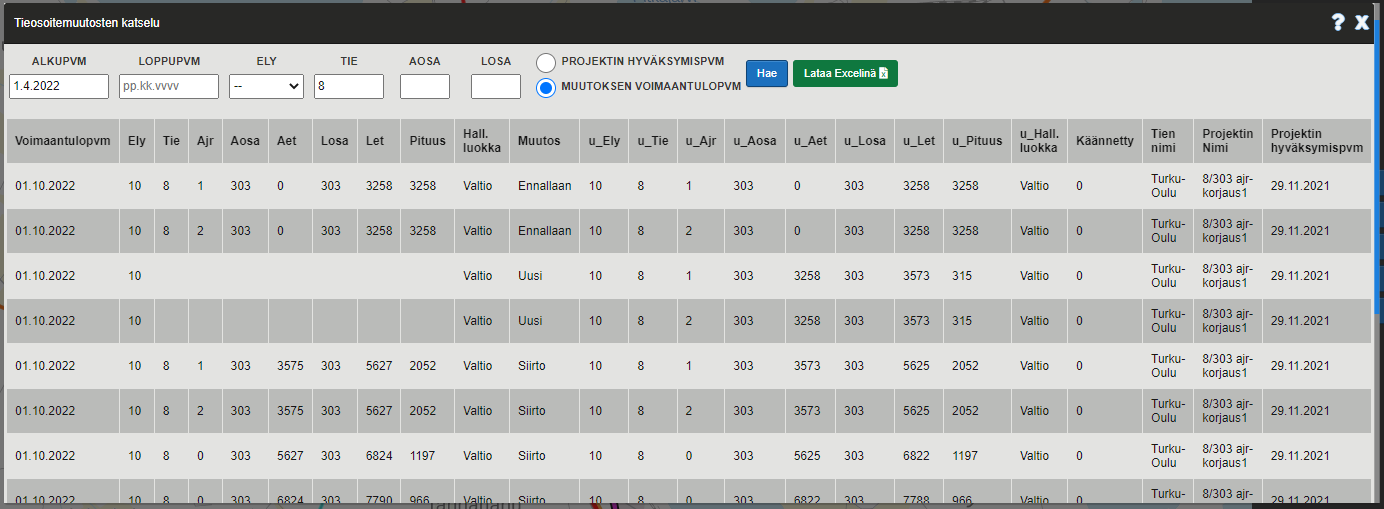 Tieosoitemuutosten katselu ? X
ALKUPVM LOPPUPVM ELY TIE AOSA LOSA PROJEKTIN HYVÄKSYMISPVM
1.4.2022 pp.kk.vvvv -- 8 MUUTOKSEN VOIMAANTULOPVM Hae Lataa Excelinä
Voimaantulopvm Ely Tie Ajr Aosa Aet Losa Let Pituus Hall. luokka Muutos u_Ely u_Tie u_Ajr u_Aosa u_Aet u_Losa u_Let u_Pituus u_Hall. luokka Käännetty Tien nimi Projektin Nimi Projektin hyväksymispvm
01.10.2022 10 8 1 303 0 303 3258 3258 Valtio Ennallaan 10 8 1 303 0 303 3258 3258 Valtio 0 Turku-Oulu 8/303 ajr-korjaus1 29.11.2021
01.10.2022 10 8 2 303 0 303 3258 3258 Valtio Ennallaan 10 8 2 303 0 303 3258 3258 Valtio 0 Turku-Oulu 8/303 ajr-korjaus1 29.11.2021
01.10.2022 10 Valtio Uusi 10 8 1 303 3258 303 3573 315 Valtio 0 Turku-Oulu 8/303 ajr-korjaus1 29.11.2021
01.10.2022 10 Valtio Uusi 10 8 2 303 3258 303 3573 315 Valtio 0 Turku-Oulu 8/303 ajr-korjaus1 29.11.2021
01.10.2022 10 8 1 303 3575 303 5627 2052 Valtio Siirto 10 8 1 303 3573 303 5625 2052 Valtio 0 Turku-Oulu 8/303 ajr-korjaus1 29.11.2021
01.10.2022 10 8 2 303 3575 303 5627 2052 Valtio Siirto 10 8 2 303 3573 303 5625 2052 Valtio 0 Turku-Oulu 8/303 ajr-korjaus1 29.11.2021
01.10.2022 10 8 0 303 5627 303 6824 1197 Valtio Siirto 10 8 0 303 5625 303 6822 1197 Valtio 0 Turku-Oulu 8/303 ajr-korjaus1 29.11.2021
01.10.2022 10 8 0 303 6824 303 7790 966 Valtio Siirto 10 8 0 303 6822 303 7788 966 Valtio 0 Turku- 8/303 ajr- 29.11.2021